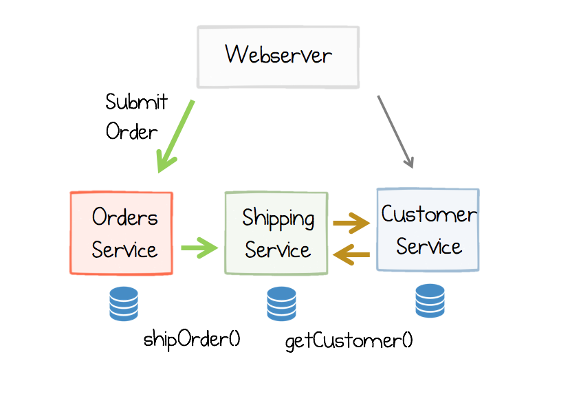 Webserver
Submit
Order
Orders
Service
Shipping
Service
Customer
Service
shipOrder()
getCustomer()